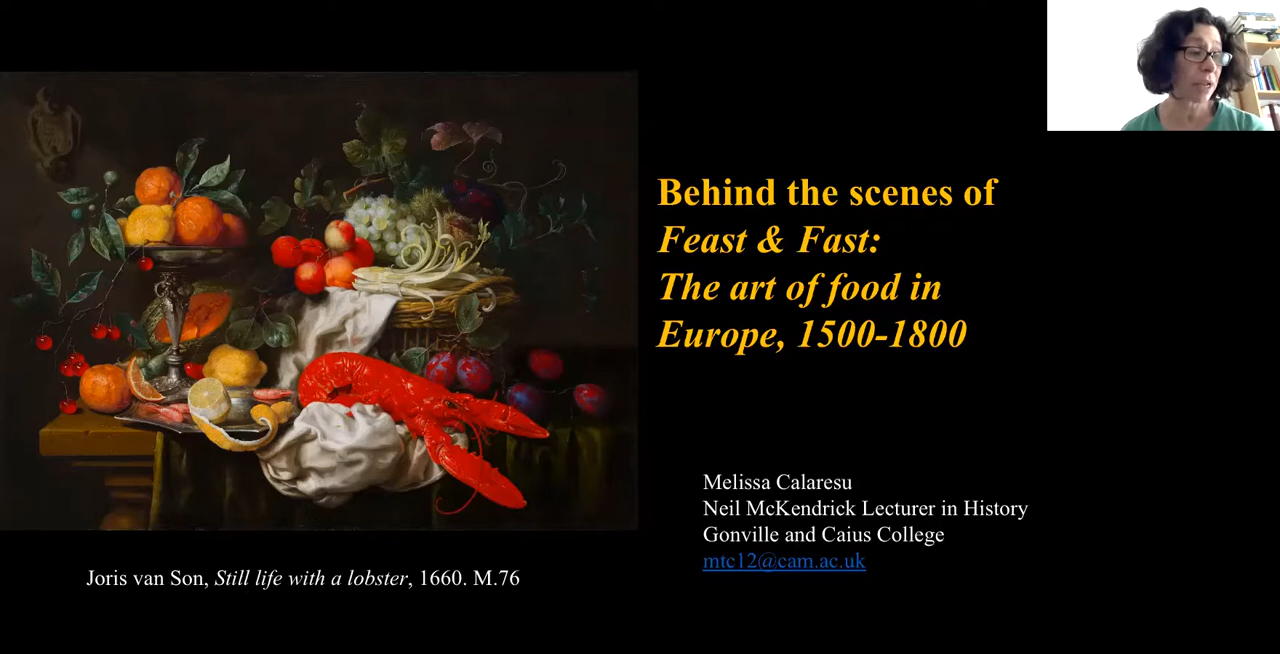 Behind the scenes of
Feast & Fast:
The art of food in
Europe, 1500-1800
Melissa Calaresu
Neil McKendrick Lecturer in History
Gonville and Caius College
mtc12@cam.ac.uk
Joris van Son, Still life with a lobster, 1660. M.76